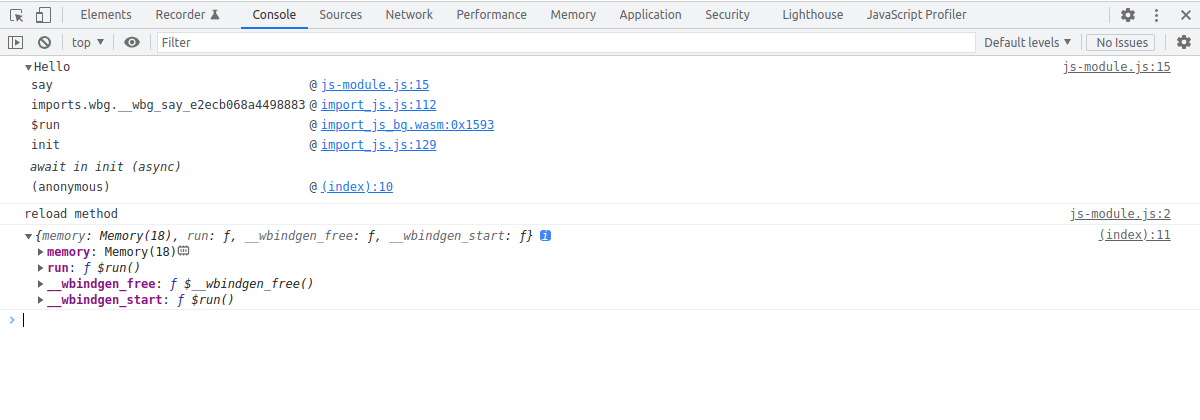 Elements Recorder Console Sources Network Performance Memory Application Security Lighthouse JavaScript Profiler
top Filter Default levels No Issues
Hello js-module.js:15
say @ js-module.js:15
imports.wbg.__wbg_say_e2ecb068a4498883 @ import_js.js:112
$run @ import_js_bg.wasm:0x1593
init @ import_js.js:129
await in init (async)
(anonymous) @ (index):10
reload method js-module.js:2
{memory: Memory(18), run: ƒ, __wbindgen_free: ƒ, __wbindgen_start: ƒ} i (index):11
memory: Memory(18)
run: ƒ $run()
__wbindgen_free: ƒ $__wbindgen_free()
__wbindgen_start: ƒ $run()